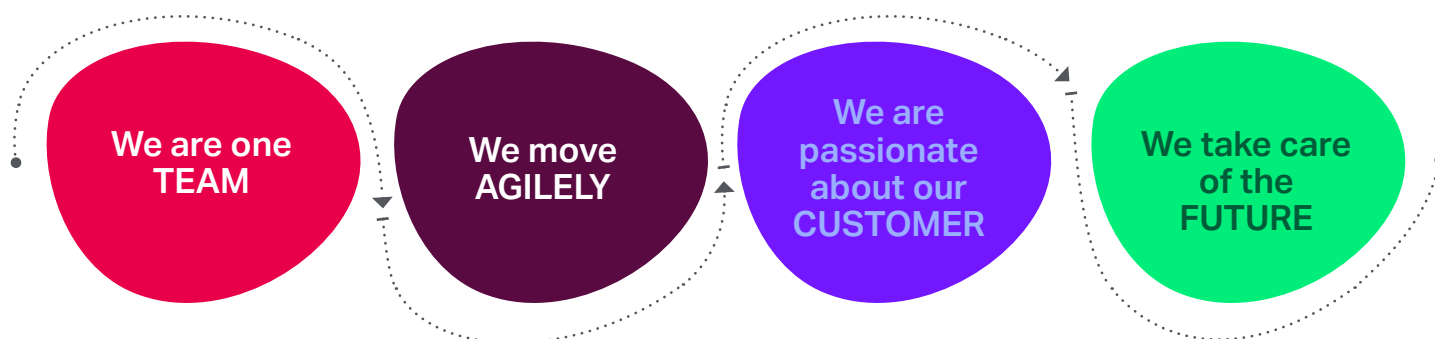 We are one
TEAM
We move
AGILELY
We are
passionate
about our
CUSTOMER
We take care
of the
FUTURE